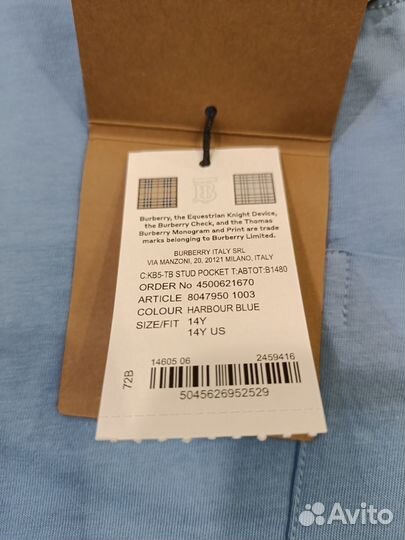 TB
Burberry, the Equestrian Knight Device,
the Burberry Check, and the Thomas
Burberry Monogram and Print are trade
marks belonging to Burberry Limited.
BURBERRY ITALY SRL
VIA MANZONI, 20, 20121 MILANO, ITALY
C:KB5-TB STUD POCKET T:ABTOT:B1480
ORDER No 4500621670
ARTICLE 8047950 1003
COLOUR HARBOUR BLUE
SIZE/FIT 14Y
14Y US
14605 06 2459416
72B
5045626952529
Avito